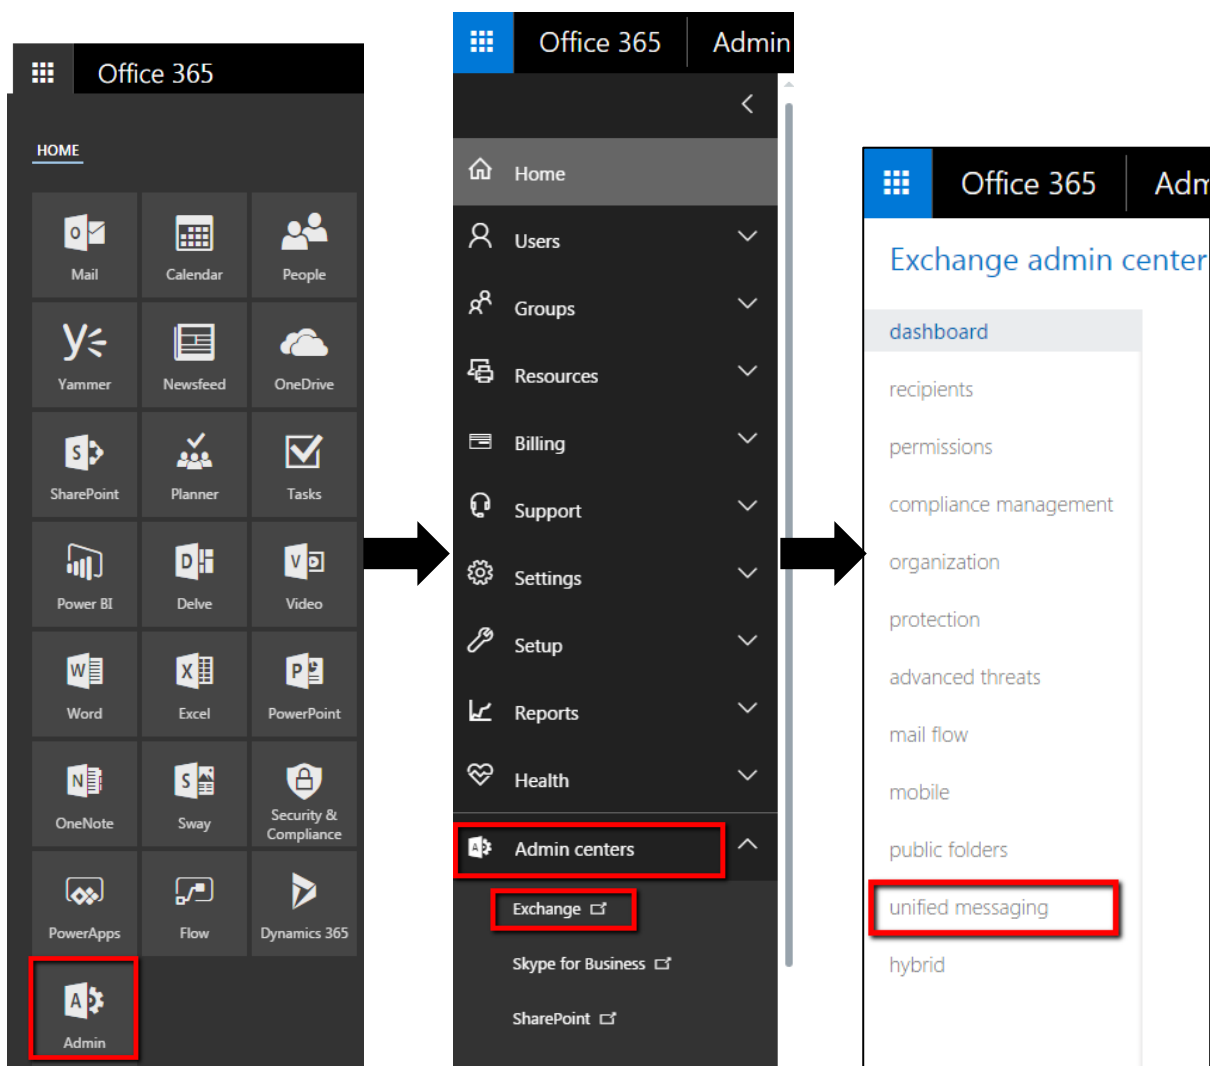 Office 365
HOME
Mail
Calendar
People
Yammer
Newsfeed
OneDrive
SharePoint
Planner
Tasks
Power BI
Delve
Video
Word
Excel
PowerPoint
OneNote
Sway
Security &
Compliance
PowerApps
Flow
Dynamics 365
Admin
Office 365
Admin
Home
Users
Groups
Resources
Billing
Support
Settings
Setup
Reports
Health
Admin centers
Exchange
Skype for Business
SharePoint
Office 365
Adm
Exchange admin center
dashboard
recipients
permissions
compliance management
organization
protection
advanced threats
mail flow
mobile
public folders
unified messaging
hybrid